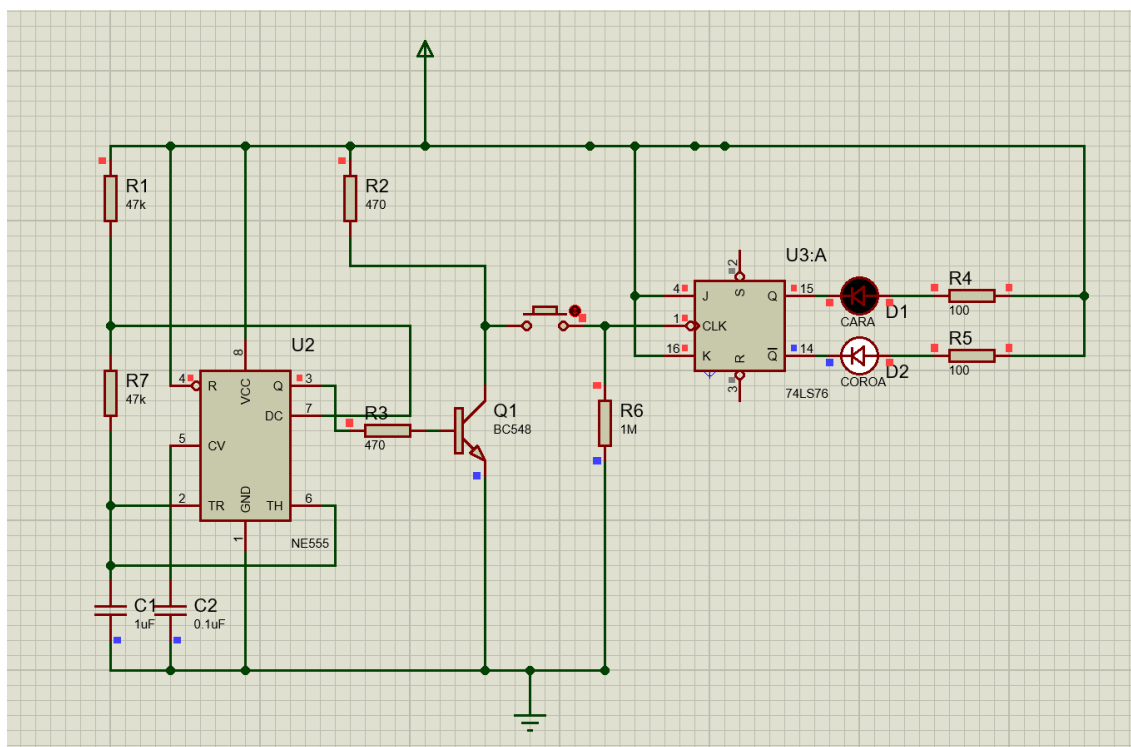 R1
47k
R2
470
U2
R7
47k
4
R
8
VCC
Q
3
DC
7
5
CV
2
TR
GND
1
TH
6
NE555
R3
470
Q1
BC548
C1
1uF
C2
0.1uF
R6
1M
U3:A
2
S
4
J
Q
15
1
CLK
16
K
R
3
Q
14
74LS76
D1
CARA
D2
COROA
R4
100
R5
100